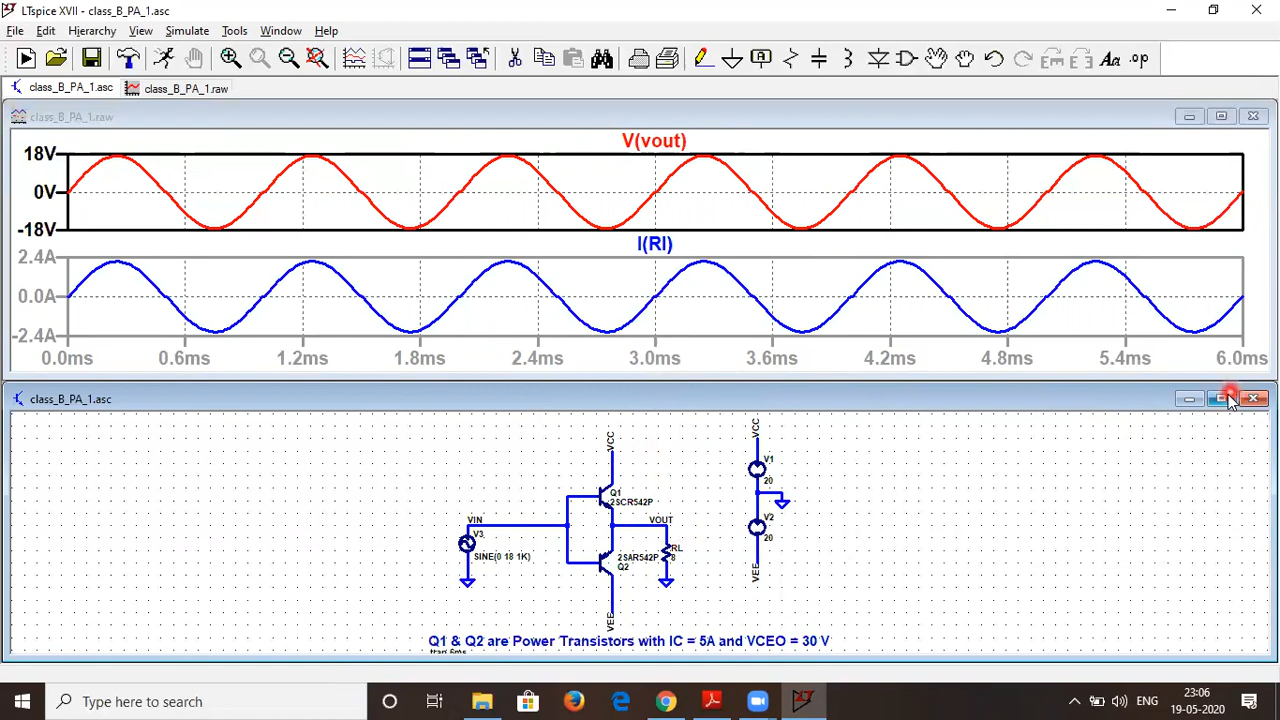 LTspice XVII - class_B_PA_1.asc
File Edit Hierarchy View Simulate Tools Window Help
class_B_PA_1.asc class_B_PA_1.raw
class_B_PA_1.raw
V(vout)
18V
0V
-18V
I(Rl)
2.4A
0.0A
-2.4A
0.0ms 0.6ms 1.2ms 1.8ms 2.4ms 3.0ms 3.6ms 4.2ms 4.8ms 5.4ms 6.0ms
class_B_PA_1.asc
VCC
VCC
V1
20
Q1
2SCR542P
VIN
VOUT
V2
20
V3
SINE(0 18 1K)
2SAR542P
Q2
RL
8
VEE
VEE
Q1 & Q2 are Power Transistors with IC = 5A and VCEO = 30 V
Type here to search
ENG
23:06
19-05-2020